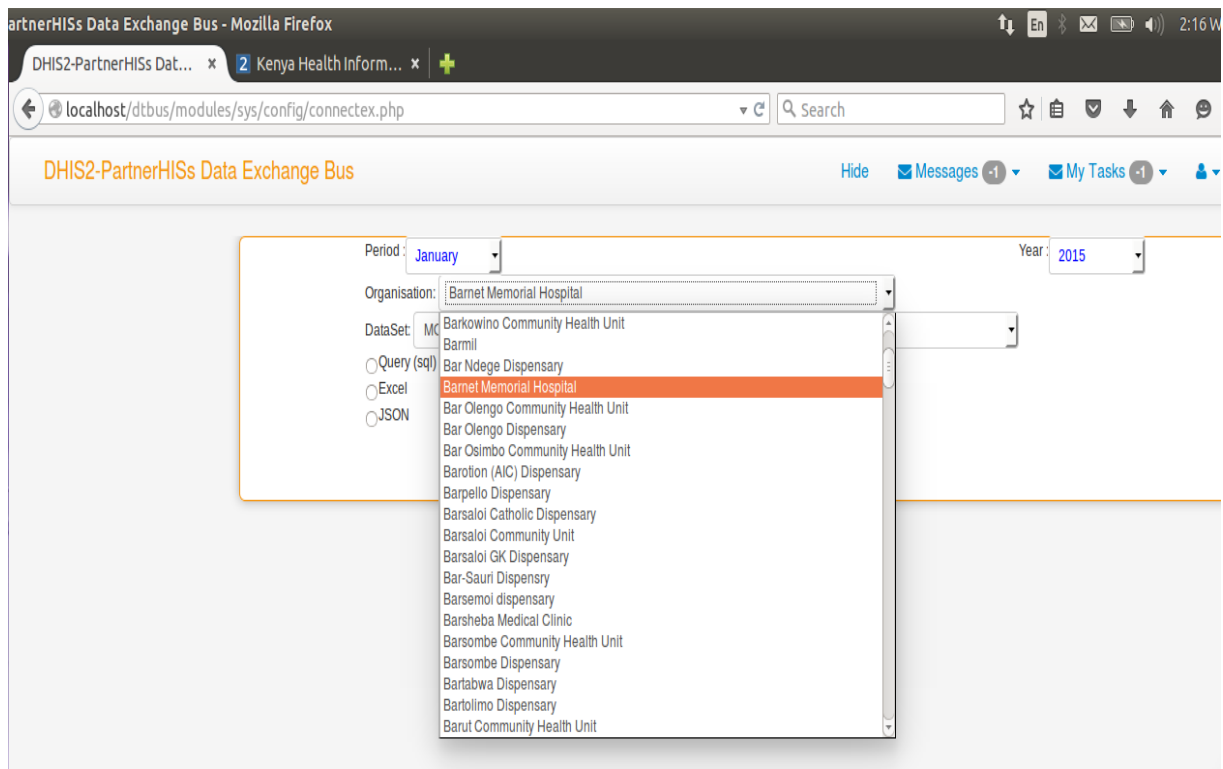 artnerHISs Data Exchange Bus - Mozilla Firefox En 2:16 W
DHIS2-PartnerHISs Dat... × 2 Kenya Health Inform... ×
localhost/dtbus/modules/sys/config/connectex.php Search
DHIS2-PartnerHISs Data Exchange Bus Hide Messages -1 My Tasks -1
Period : January Year : 2015
Organisation: Barnet Memorial Hospital
DataSet: MO
Query (sql)
Excel
JSON
Barkowino Community Health Unit
Barmil
Bar Ndege Dispensary
Barnet Memorial Hospital
Bar Olengo Community Health Unit
Bar Olengo Dispensary
Bar Osimbo Community Health Unit
Barotion (AIC) Dispensary
Barpello Dispensary
Barsaloi Catholic Dispensary
Barsaloi Community Unit
Barsaloi GK Dispensary
Bar-Sauri Dispensry
Barsemoi dispensary
Barsheba Medical Clinic
Barsombe Community Health Unit
Barsombe Dispensary
Bartabwa Dispensary
Bartolimo Dispensary
Barut Community Health Unit